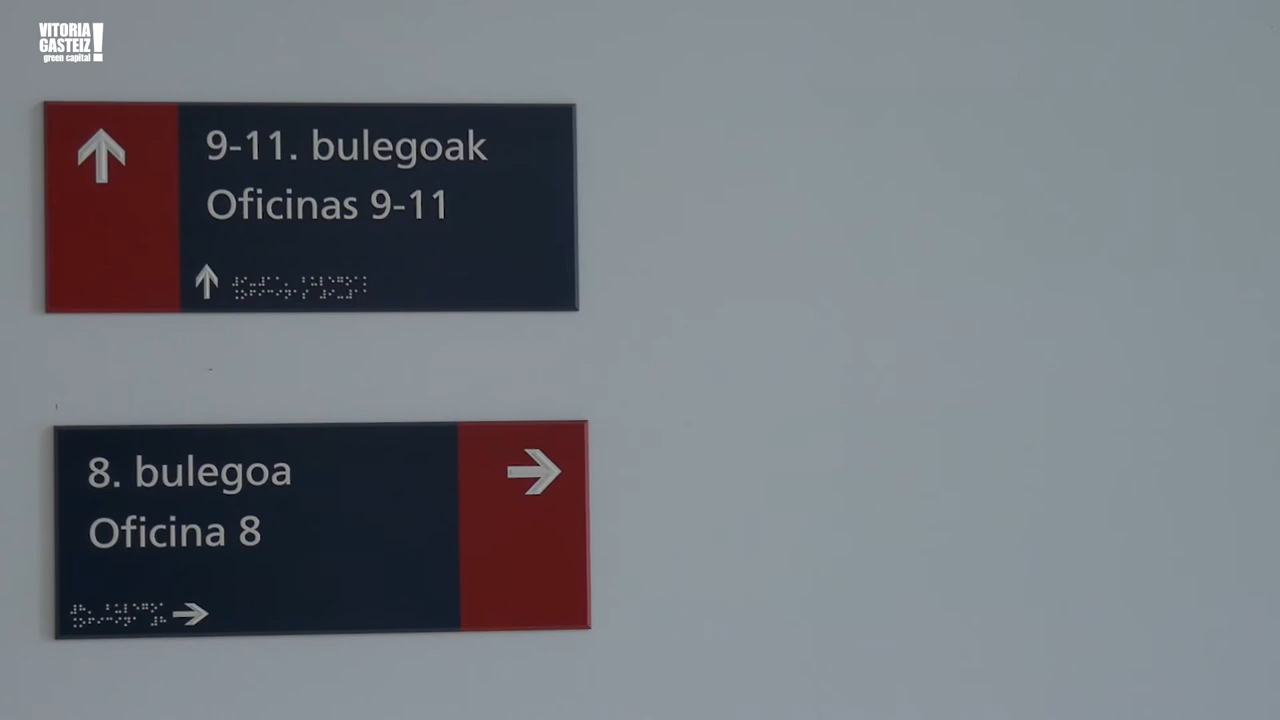 VITORIA
GASTEIZ!
green capital
9-11. bulegoak
Oficinas 9-11
8. bulegoa
Oficina 8